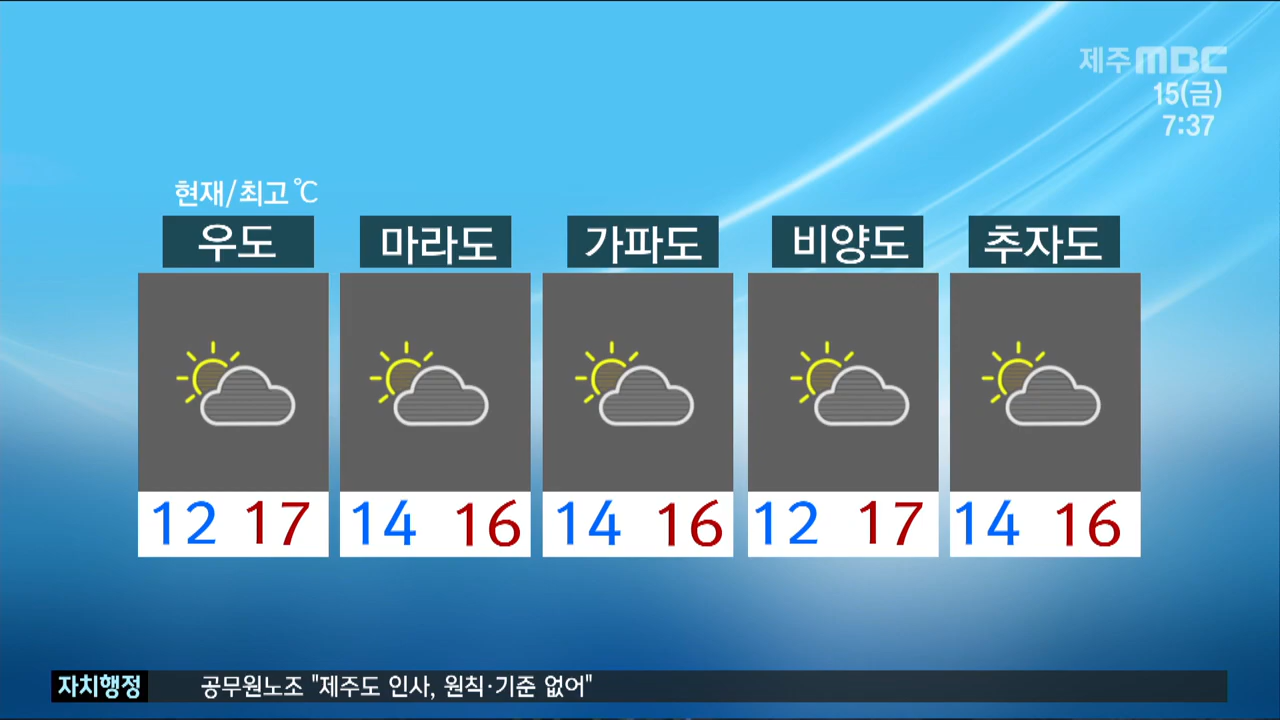 제주MBC
15(금)
7:37
현재/최고 ℃
우도 마라도 가파도 비양도 추자도
12 17 14 16 14 16 12 17 14 16
자치행정 공무원노조 "제주도 인사, 원칙·기준 없어"